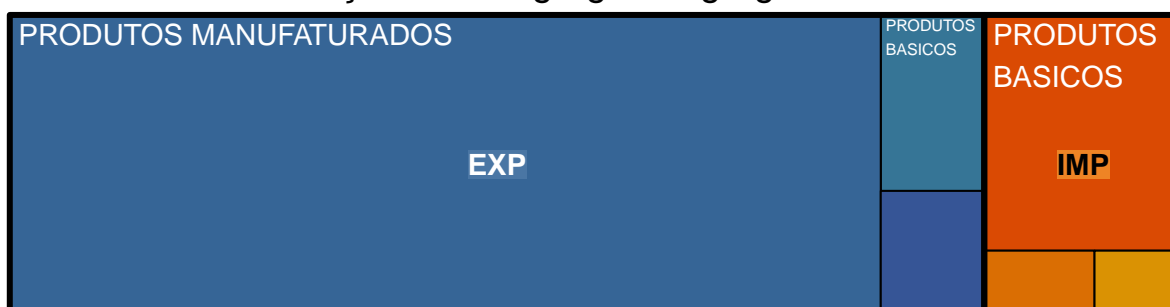 PRODUTOS MANUFATURADOS
PRODUTOS
BASICOS
PRODUTOS
BASICOS
EXP
IMP